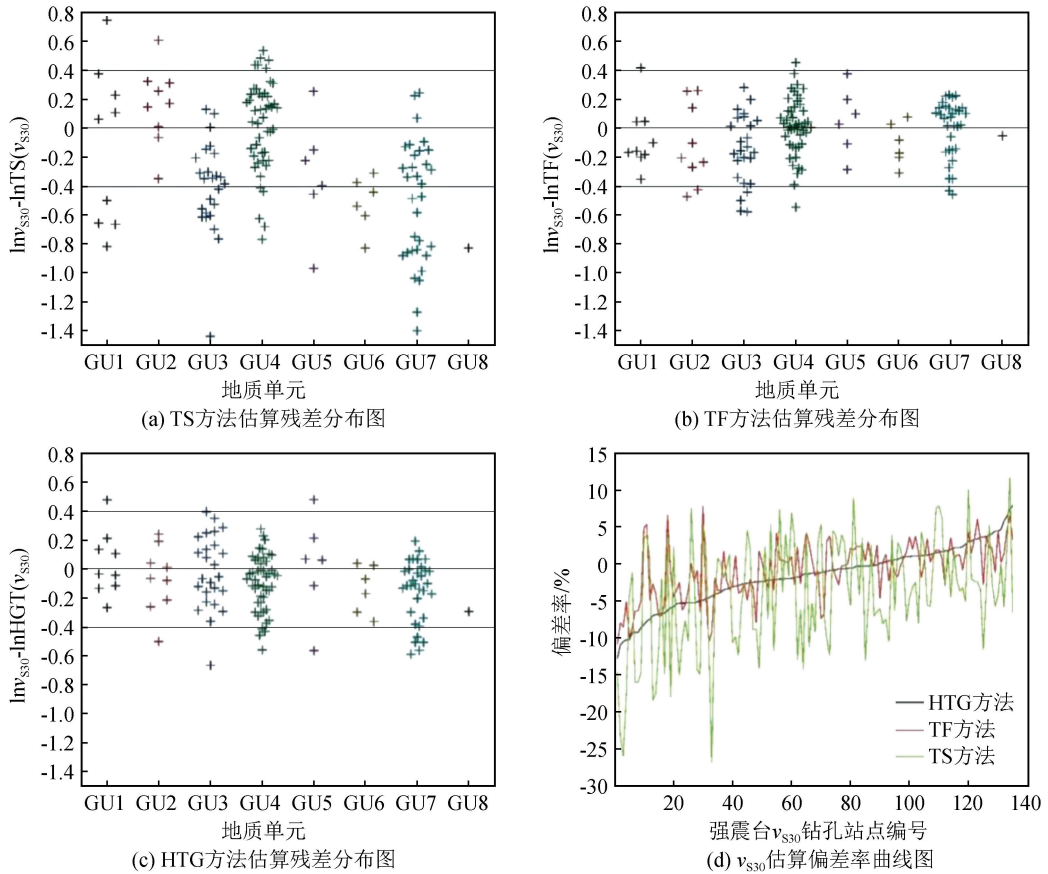 0.8
0.6
0.4
0.2
0
-0.2
-0.4
-0.6
-0.8
-1.0
-1.2
-1.4
lnvS30-lnTS(vS30)
GU1 GU2 GU3 GU4 GU5 GU6 GU7 GU8
地质单元
(a) TS方法估算残差分布图
0.8
0.6
0.4
0.2
0
-0.2
-0.4
-0.6
-0.8
-1.0
-1.2
-1.4
lnvS30-lnTF(vS30)
GU1 GU2 GU3 GU4 GU5 GU6 GU7 GU8
地质单元
(b) TF方法估算残差分布图
0.8
0.6
0.4
0.2
0
-0.2
-0.4
-0.6
-0.8
-1.0
-1.2
-1.4
lnvS30-lnHGT(vS30)
GU1 GU2 GU3 GU4 GU5 GU6 GU7 GU8
地质单元
(c) HTG方法估算残差分布图
15
10
5
0
-5
-10
-15
-20
-25
-30
偏差率/%
HTG方法
TF方法
TS方法
20 40 60 80 100 120 140
强震台vS30钻孔站点编号
(d) vS30估算偏差率曲线图